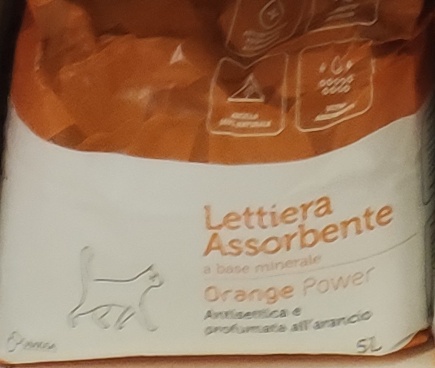 Lettiera
Assorbente
a base minerale
Orange Power
Antisettica e
profumata all'arancio
5L